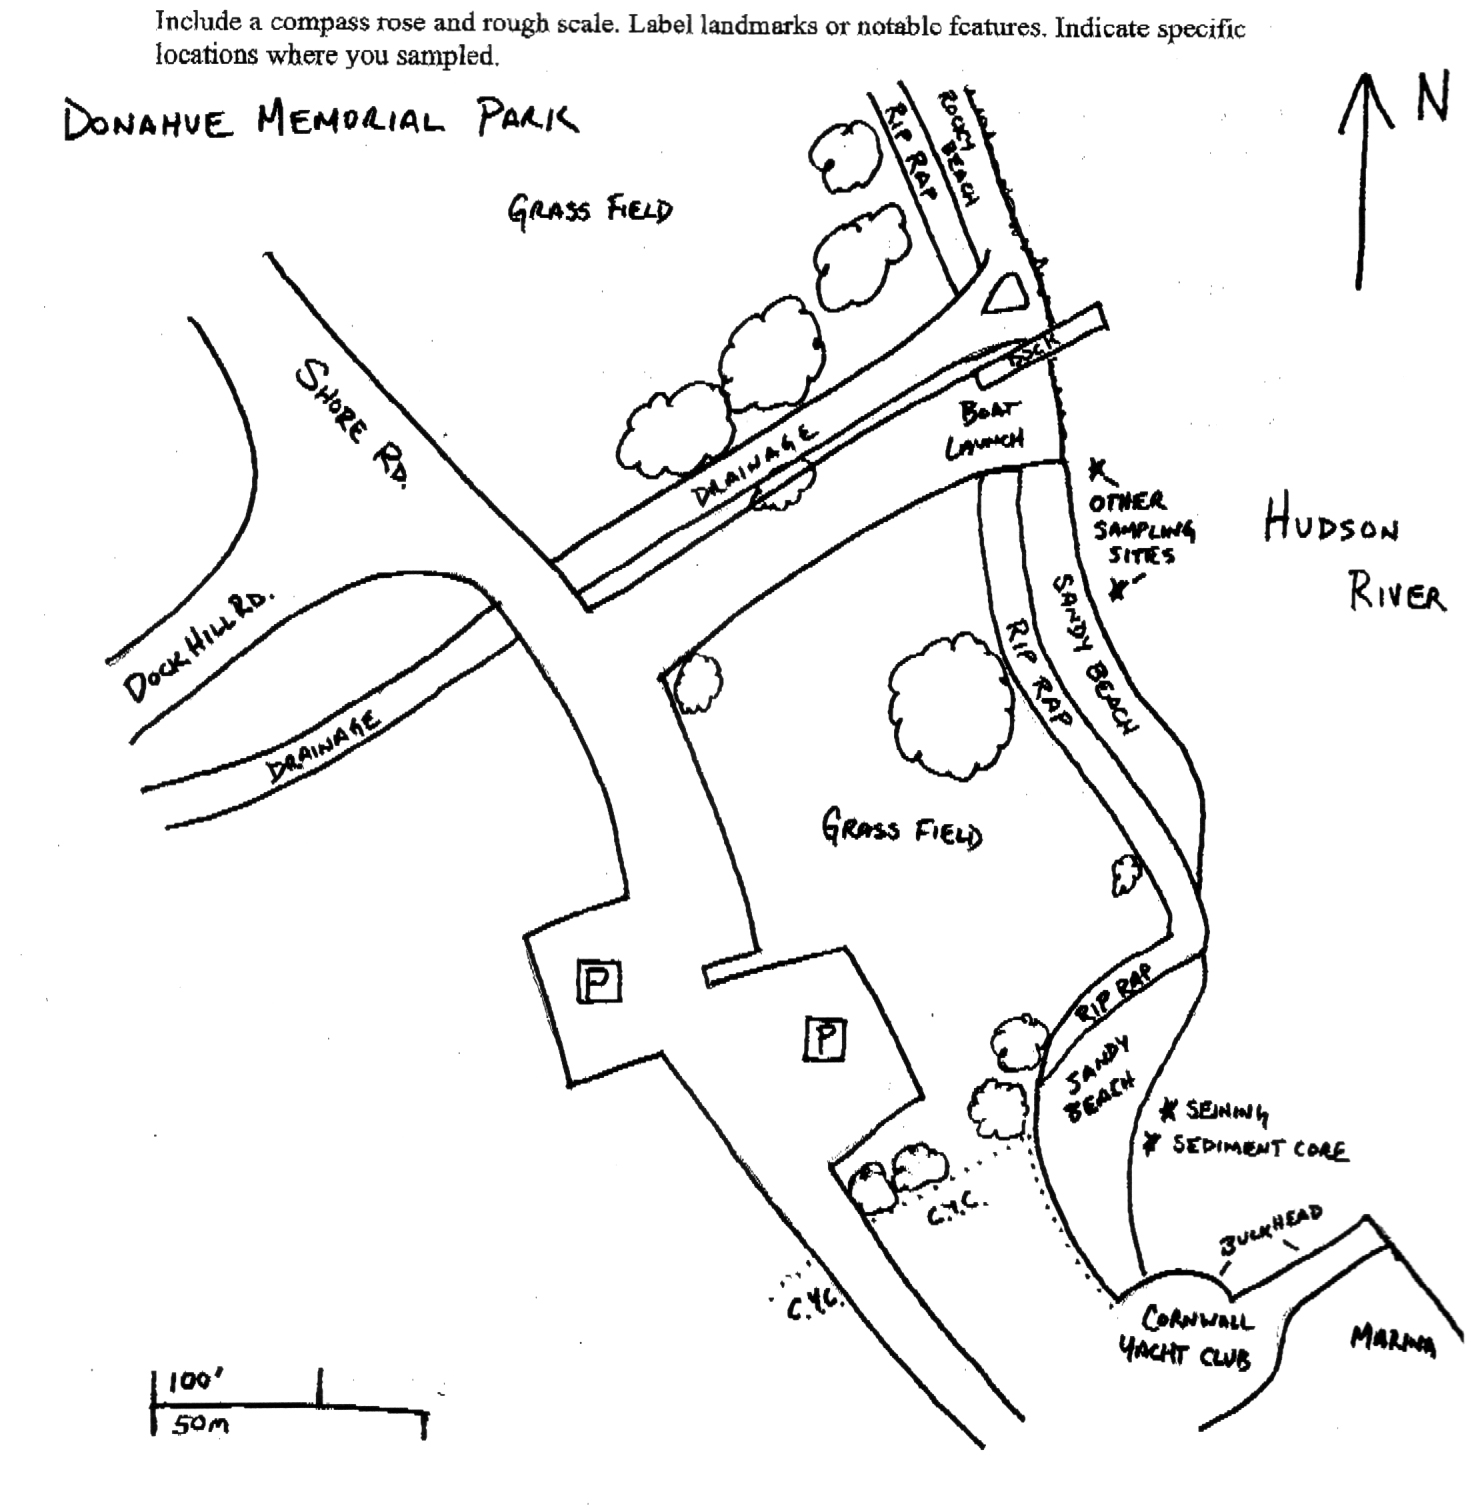 Include a compass rose and rough scale. Label landmarks or notable features. Indicate specific
locations where you sampled.
DONAHUE MEMORIAL PARK
N
RIP RAP
ROCKY BEACH
GRASS FIELD
SHORE RD.
DOCK
BOAT
LAUNCH
DRAINAGE
OTHER
SAMPLING
SITES
HUDSON
RIVER
DOCK HILL RD.
SANDY BEACH
RIP RAP
DRAINAGE
GRASS FIELD
P
P
RIP RAP
SANDY
BEACH
SEINING
SEDIMENT CORE
C.Y.C.
BULKHEAD
C.Y.C.
CORNWALL
YACHT CLUB
MARINA
100'
50m